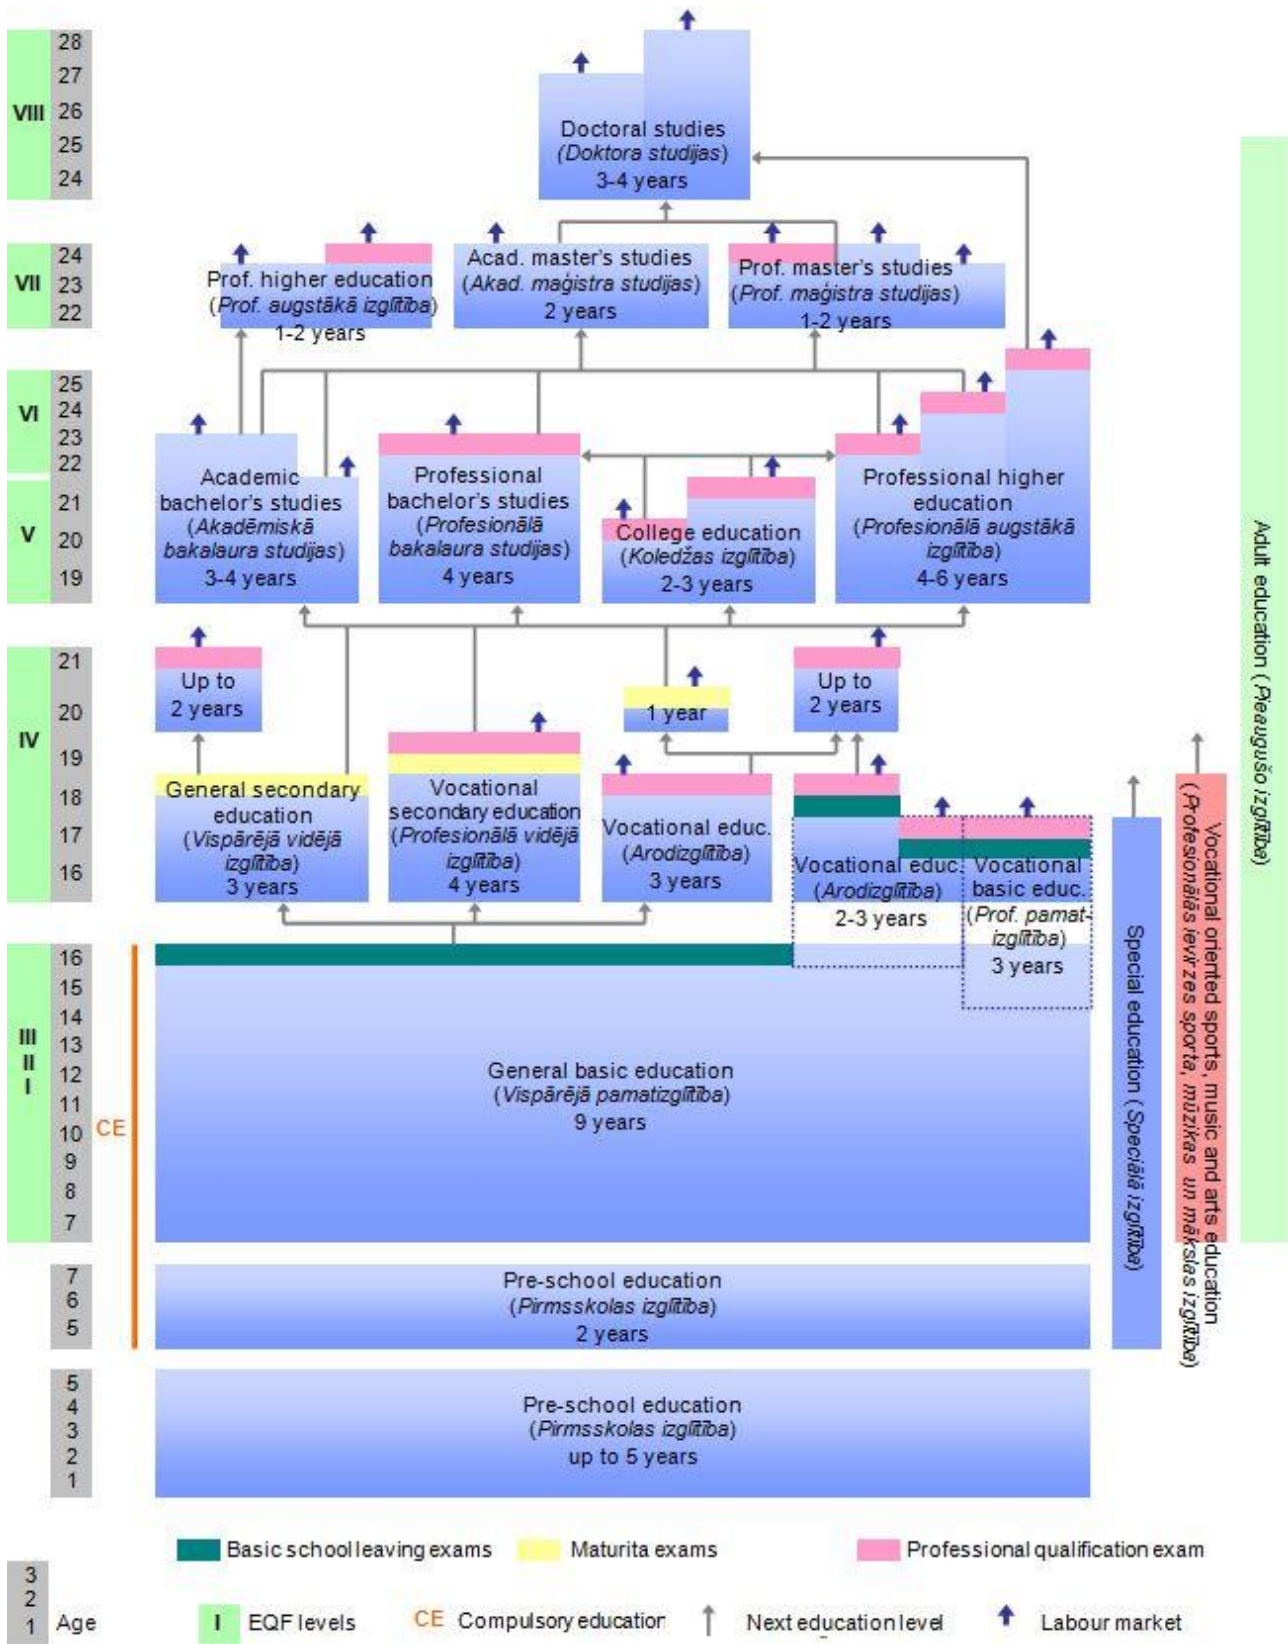 28
27
VIII
26
25
24
Doctoral studies
(Doktora studijas)
3-4 years
24
VII
23
22
Prof. higher education
(Prof. augstākā izglītība)
1-2 years
Acad. master's studies
(Akad. maģistra studijas)
2 years
Prof. master's studies
(Prof. maģistra studijas)
1-2 years
25
VI
24
23
22
21
V
20
19
Academic
bachelor's studies
(Akadēmiskā
bakalaura studijas)
3-4 years
Professional
bachelor's studies
(Profesionālā
bakalaura studijas)
4 years
College education
(Koledžas izglītība)
2-3 years
Professional higher
education
(Profesionālā augstākā
izglītība)
4-6 years
21
20
IV
19
18
17
16
Up to
2 years
1 year
Up to
2 years
General secondary
education
(Vispārējā vidējā
izglītība)
3 years
Vocational
secondary education
(Profesionālā vidējā
izglītība)
4 years
Vocational educ.
(Arodizglītība)
3 years
Vocational educ.
(Arodizglītība)
2-3 years
Vocational
basic educ.
(Prof. pamat-
izglītība)
3 years
16
15
14
III
13
II
12
I
11
10
9
8
7
CE
General basic education
(Vispārējā pamatizglītība)
9 years
7
6
5
Pre-school education
(Pirmsskolas izglītība)
2 years
5
4
3
2
1
Pre-school education
(Pirmsskolas izglītība)
up to 5 years
Special education (Speciālā izglītība)
Vocational oriented sports, music and arts education
(Profesionālās ievirzes sporta, mūzikas un mākslas izglītība)
Adult education (Pieaugušo izglītība)
Basic school leaving exams
Maturita exams
Professional qualification exam
3
2
1
Age
I EQF levels
CE Compulsory education
Next education level
Labour market